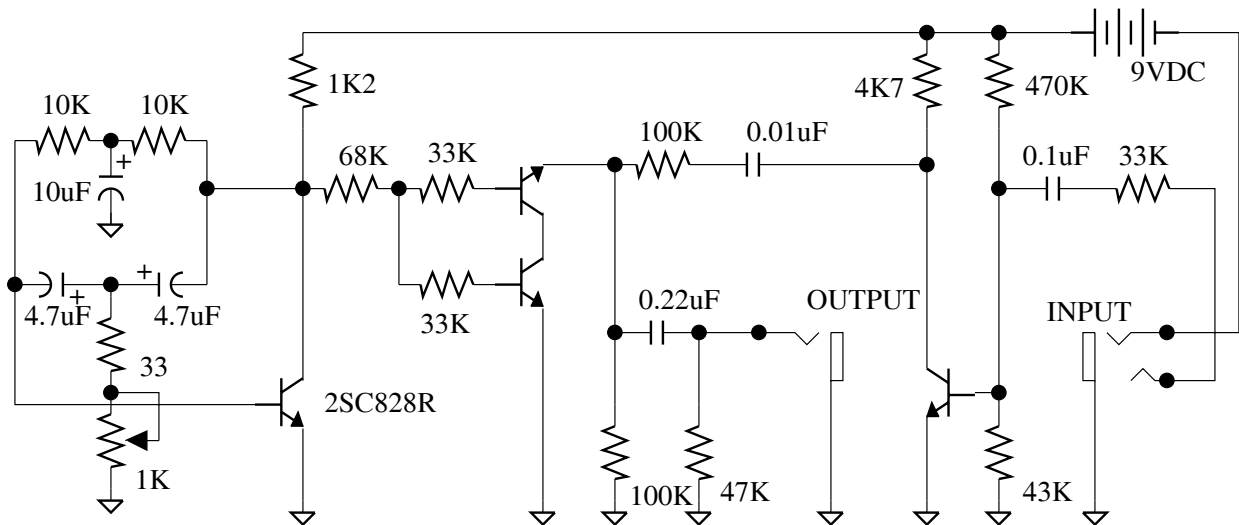 9VDC
1K2
4K7
470K
10K
10K
100K
0.01uF
68K
33K
0.1uF
33K
+
10uF
+
+
4.7uF
4.7uF
0.22uF
OUTPUT
INPUT
33K
33
2SC828R
1K
100K
47K
43K